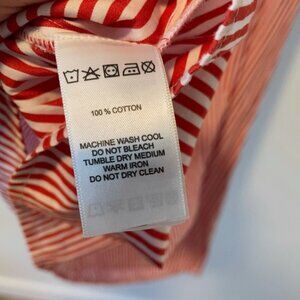 100 % COTTON
MACHINE WASH COOL
DO NOT BLEACH
TUMBLE DRY MEDIUM
WARM IRON
DO NOT DRY CLEAN